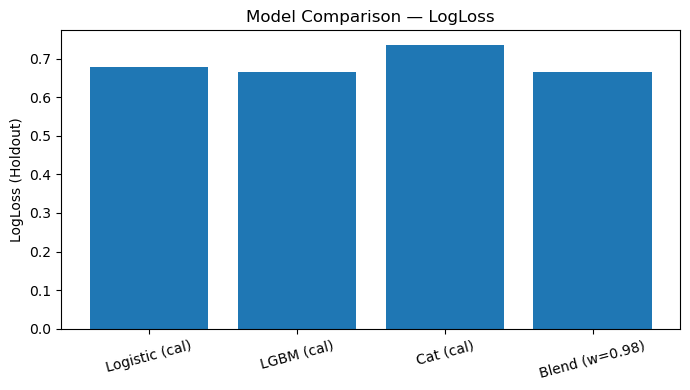 Model Comparison — LogLoss
LogLoss (Holdout)
0.7
0.6
0.5
0.4
0.3
0.2
0.1
0.0
Logistic (cal)
LGBM (cal)
Cat (cal)
Blend (w=0.98)